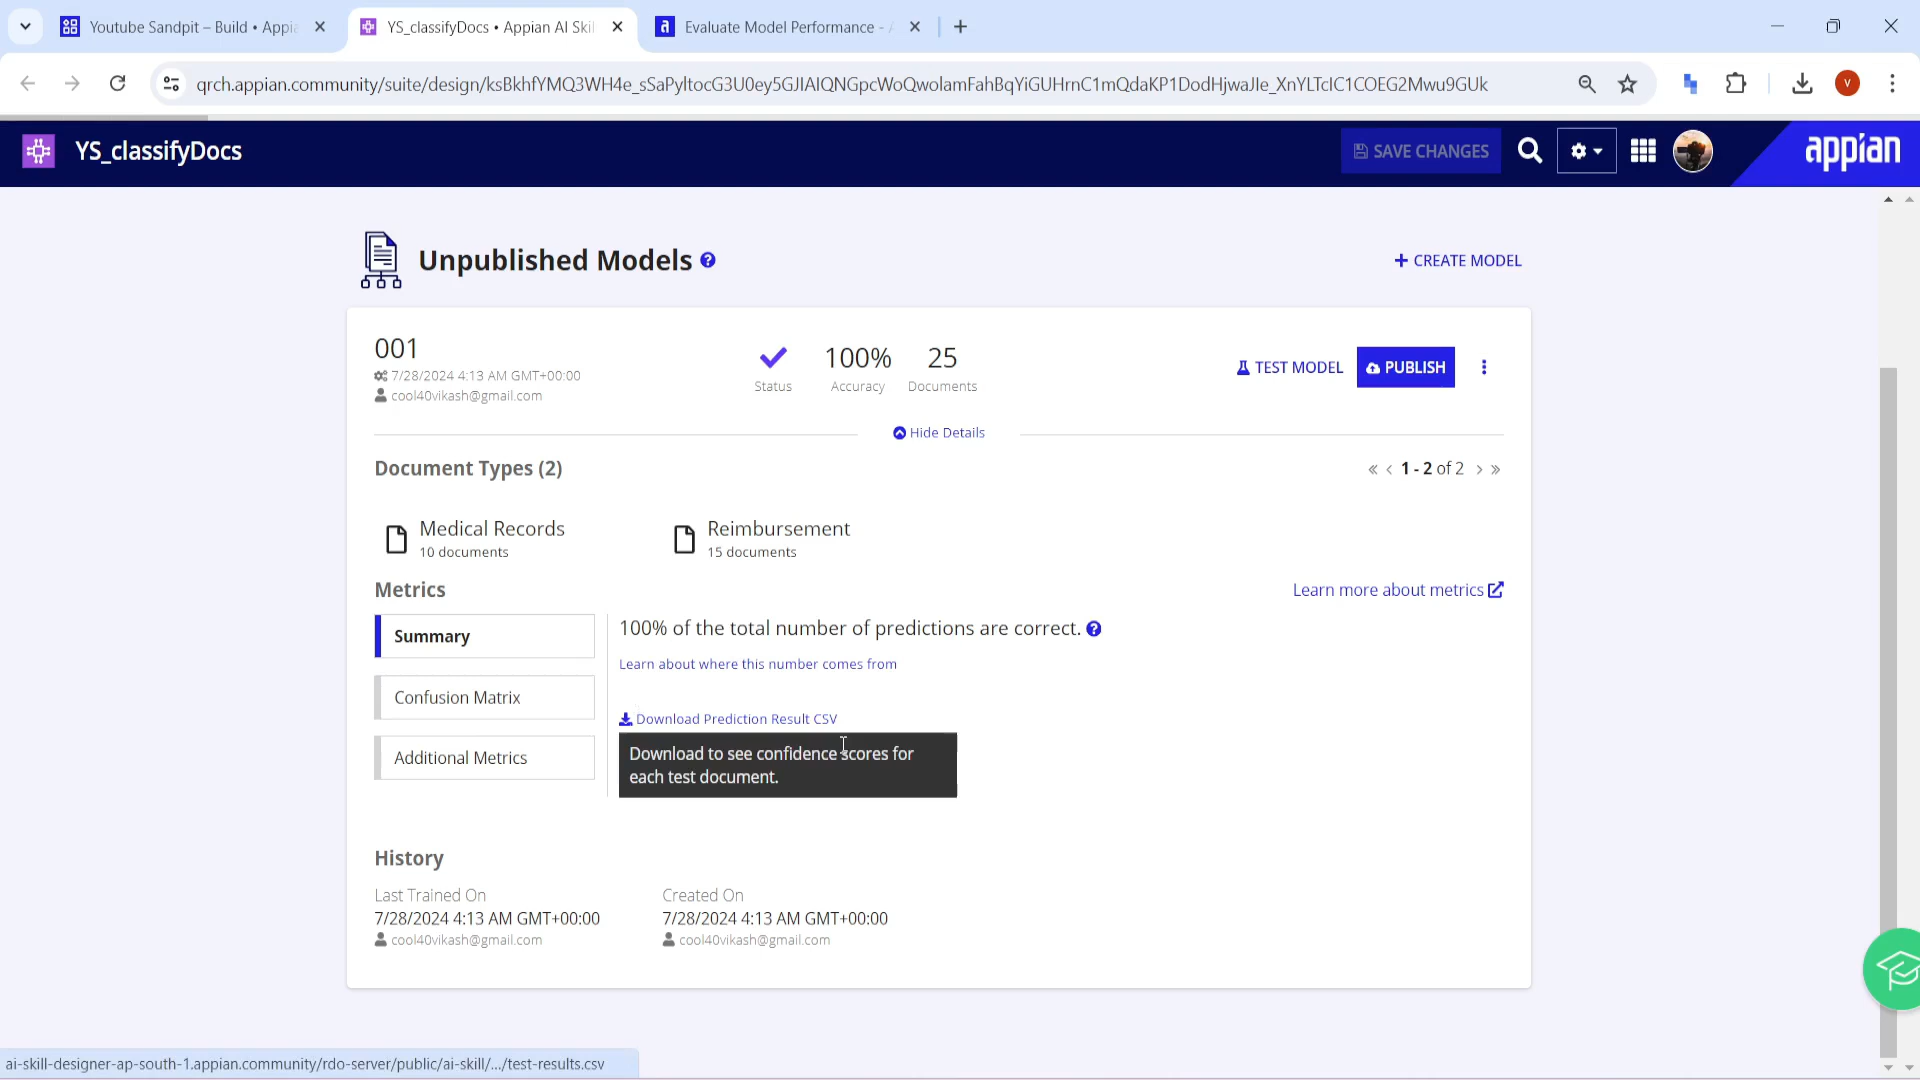 Youtube Sandpit – Build • Appia
YS_classifyDocs • Appian AI Skil
Evaluate Model Performance - A
qrch.appian.community/suite/design/ksBkhfYMQ3WH4e_sSaPyltocG3U0ey5GJIAIQNGpcWoQwolamFahBqYiGUHrnC1mQdaKP1DodHjwaJIe_XnYLTcIC1COEG2Mwu9GUk
V
YS_classifyDocs
SAVE CHANGES
appian
Unpublished Models
+ CREATE MODEL
001
7/28/2024 4:13 AM GMT+00:00
cool40vikash@gmail.com
Status
100%
Accuracy
25
Documents
TEST MODEL
PUBLISH
Hide Details
Document Types (2)
« ‹ 1 - 2 of 2 › »
Medical Records
10 documents
Reimbursement
15 documents
Metrics
Learn more about metrics
Summary
Confusion Matrix
Additional Metrics
100% of the total number of predictions are correct.
Learn about where this number comes from
Download Prediction Result CSV
Download to see confidence scores for
each test document.
History
Last Trained On
7/28/2024 4:13 AM GMT+00:00
cool40vikash@gmail.com
Created On
7/28/2024 4:13 AM GMT+00:00
cool40vikash@gmail.com
ai-skill-designer-ap-south-1.appian.community/rdo-server/public/ai-skill/.../test-results.csv